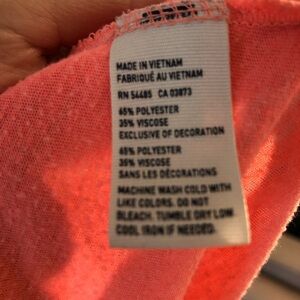 MADE IN VIETNAM
FABRIQUÉ AU VIETNAM
RN 54485 CA 03873
65% POLYESTER
35% VISCOSE
EXCLUSIVE OF DECORATION
65% POLYESTER
35% VISCOSE
SANS LES DÉCORATIONS
MACHINE WASH COLD WITH
LIKE COLORS. DO NOT
BLEACH. TUMBLE DRY LOW.
COOL IRON IF NEEDED.